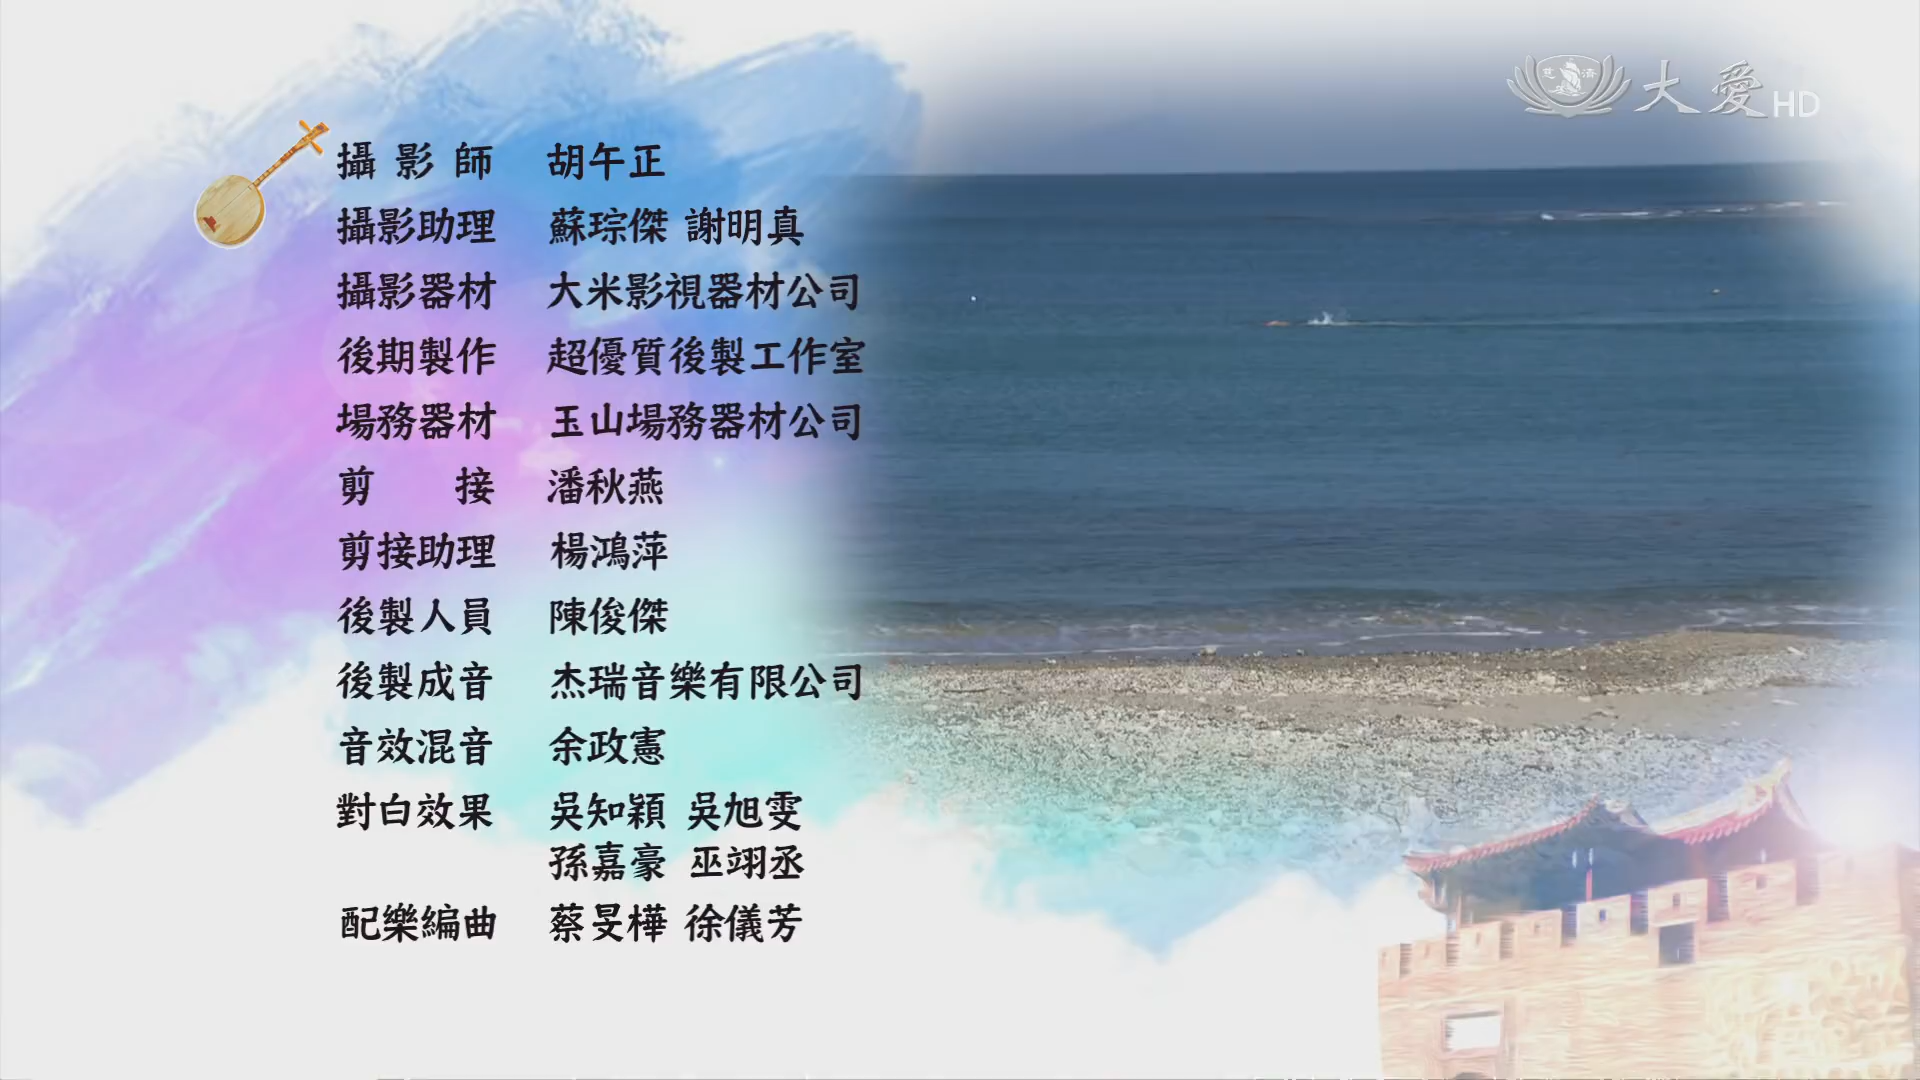 慈濟 大愛HD
攝影師 胡午正
攝影助理 蘇琮傑 謝明真
攝影器材 大米影視器材公司
後期製作 超優質後製工作室
場務器材 玉山場務器材公司
剪接 潘秋燕
剪接助理 楊鴻萍
後製人員 陳俊傑
後製成音 杰瑞音樂有限公司
音效混音 余政憲
對白效果 吳知穎 吳旭雯
孫嘉豪 巫翊丞
配樂編曲 蔡旻樺 徐儀芳